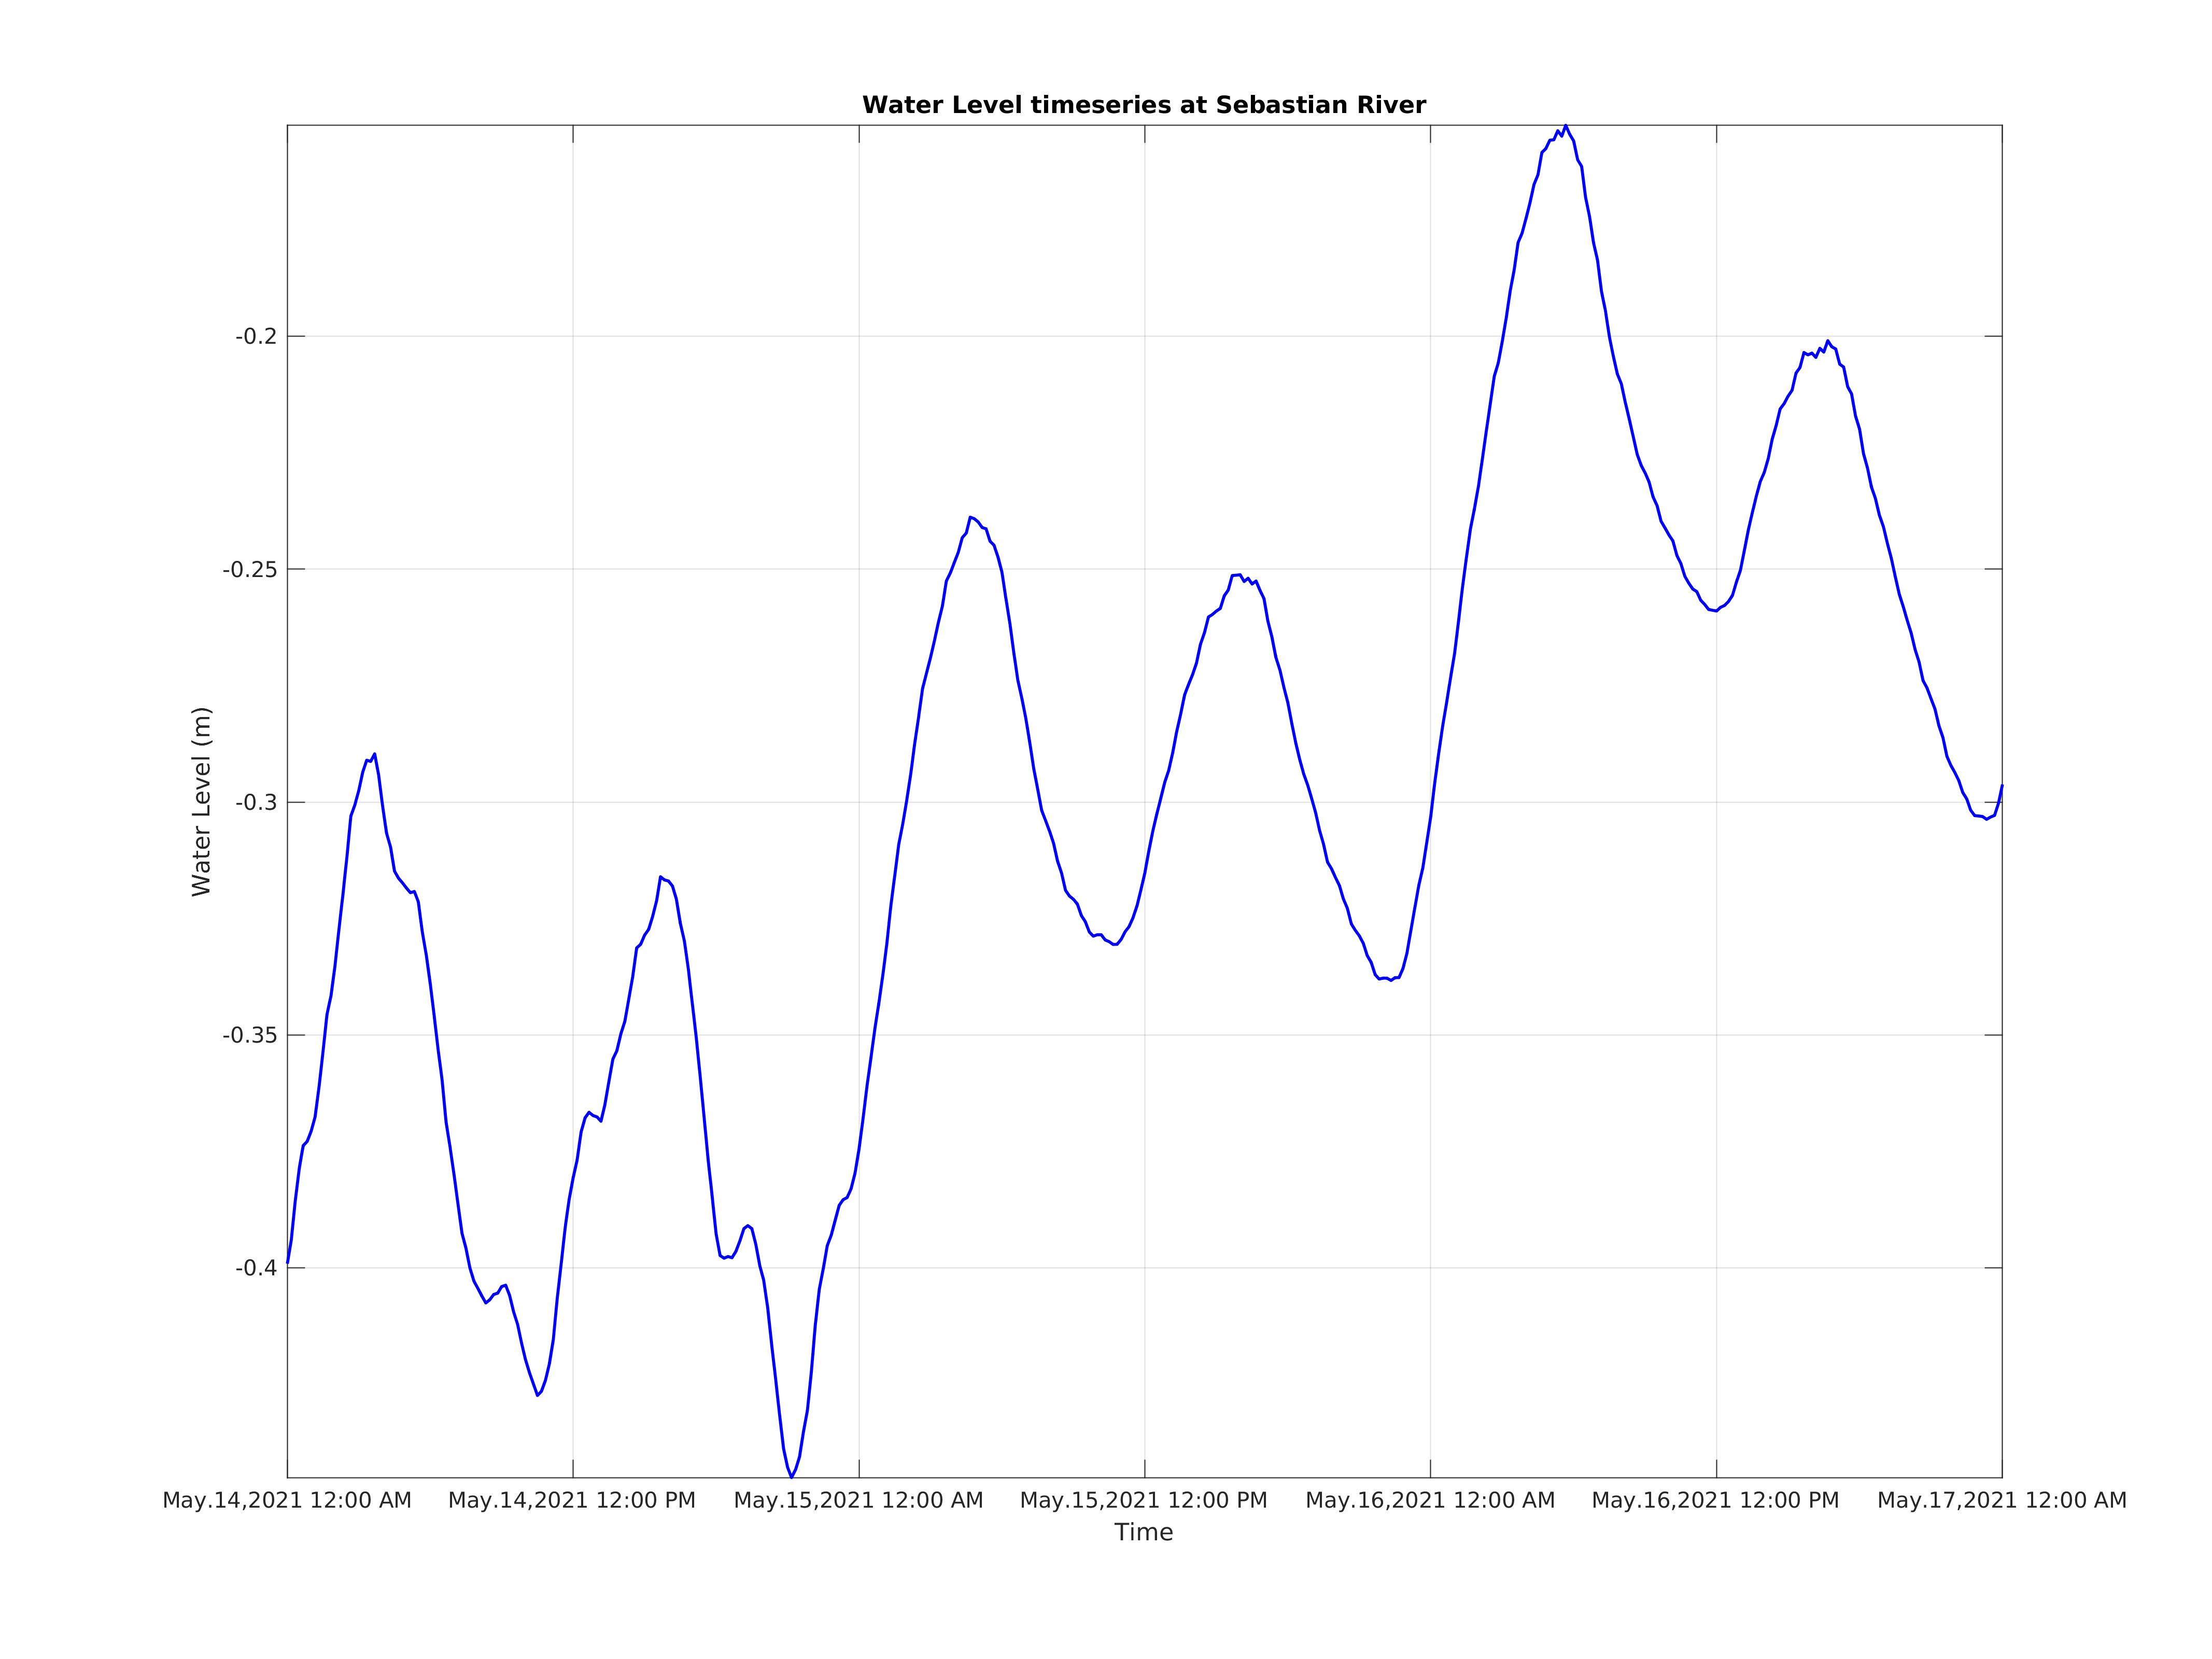 Water Level timeseries at Sebastian River
-0.2
-0.25
-0.3
-0.35
-0.4
Water Level (m)
May.14,2021 12:00 AM May.14,2021 12:00 PM May.15,2021 12:00 AM May.15,2021 12:00 PM May.16,2021 12:00 AM May.16,2021 12:00 PM May.17,2021 12:00 AM
Time